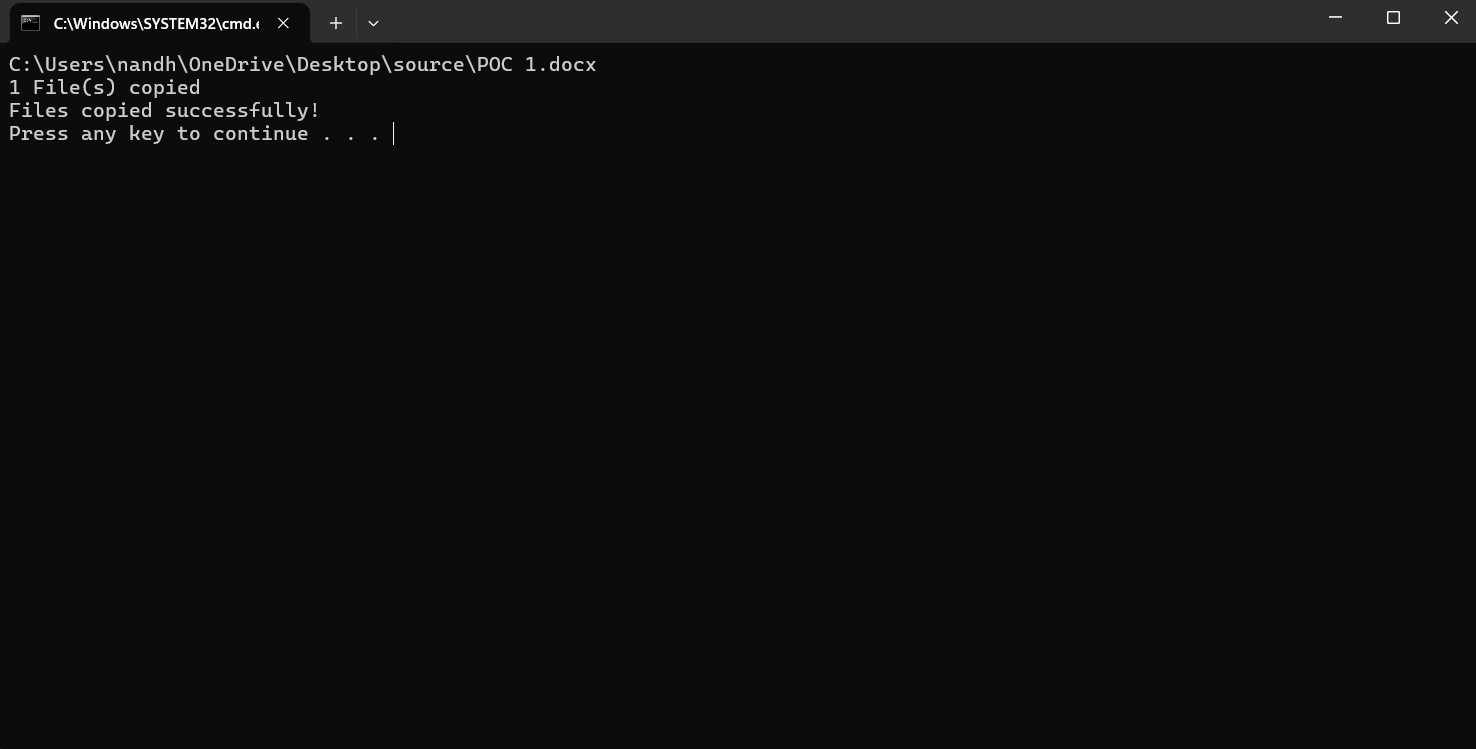 C:\Windows\SYSTEM32\cmd.e
C:\Users\nandh\OneDrive\Desktop\source\POC 1.docx
1 File(s) copied
Files copied successfully!
Press any key to continue . . .